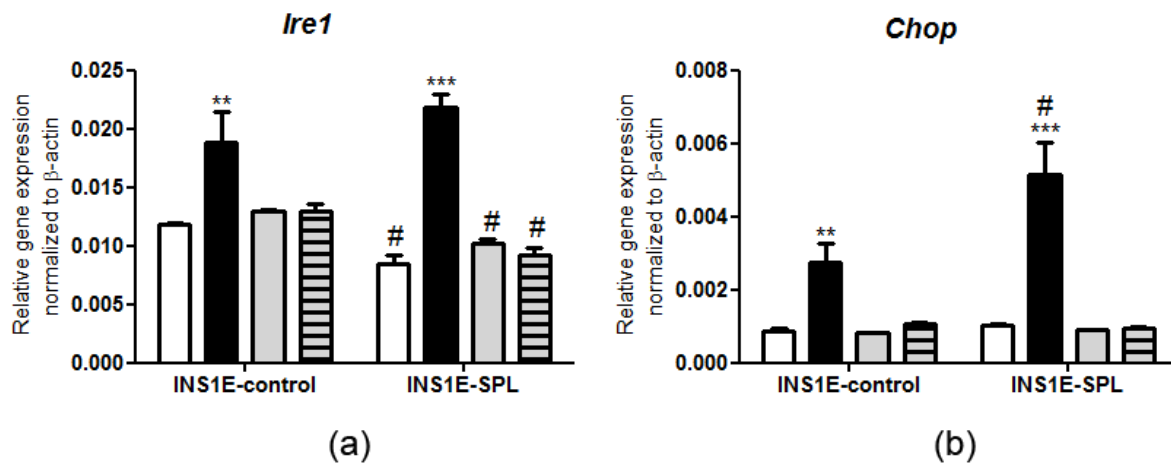 Ire1
Relative gene expression
normalized to β-actin
0.025
0.020
0.015
0.010
0.005
0.000
**
***
#
#
#
INS1E-control
INS1E-SPL
(a)
Chop
Relative gene expression
normalized to β-actin
0.008
0.006
0.004
0.002
0.000
**
#
***
INS1E-control
INS1E-SPL
(b)